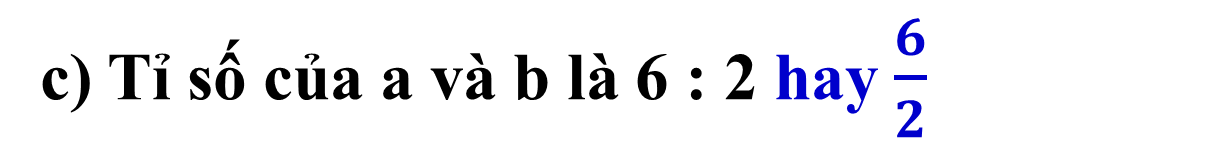 c) Tỉ số của a và b là 6 : 2 hay 6/2